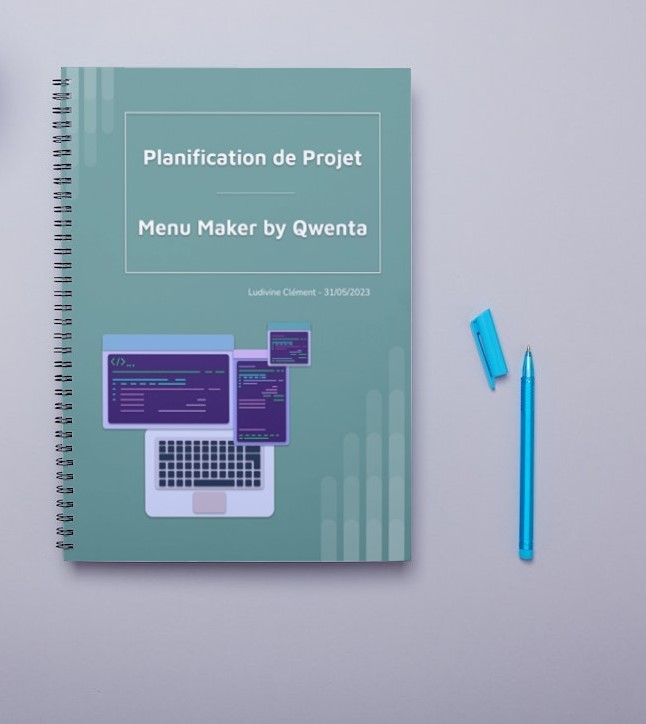 Planification de Projet
Menu Maker by Qwenta
Ludivine Clément - 31/05/2023
</>...